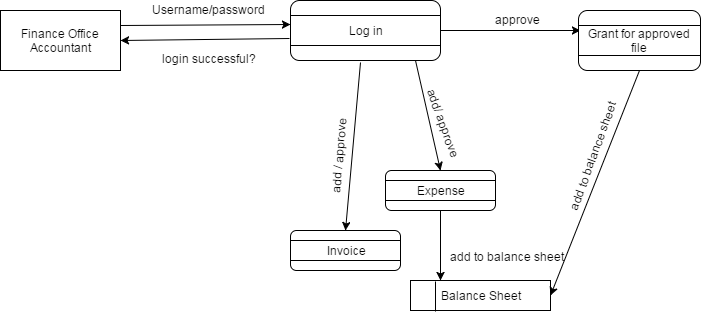 Username/password
Finance Office
Accountant
login successful?
Log in
approve
Grant for approved
file
add / approve
add/ approve
add to balance sheet
Expense
Invoice
add to balance sheet
Balance Sheet